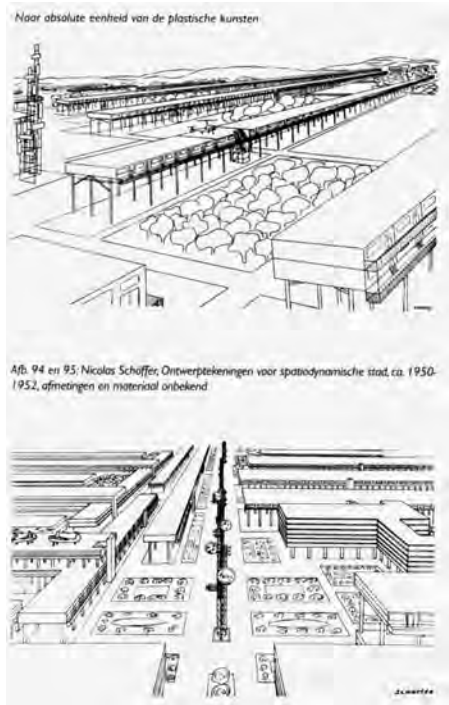 Naar absolute eenheid van de plastische kunsten
Afb. 94 en 95: Nicolas Schöffer, Ontwerptekeningen voor spatiodynamische stad, ca. 1950-
1952, afmetingen en materiaal onbekend